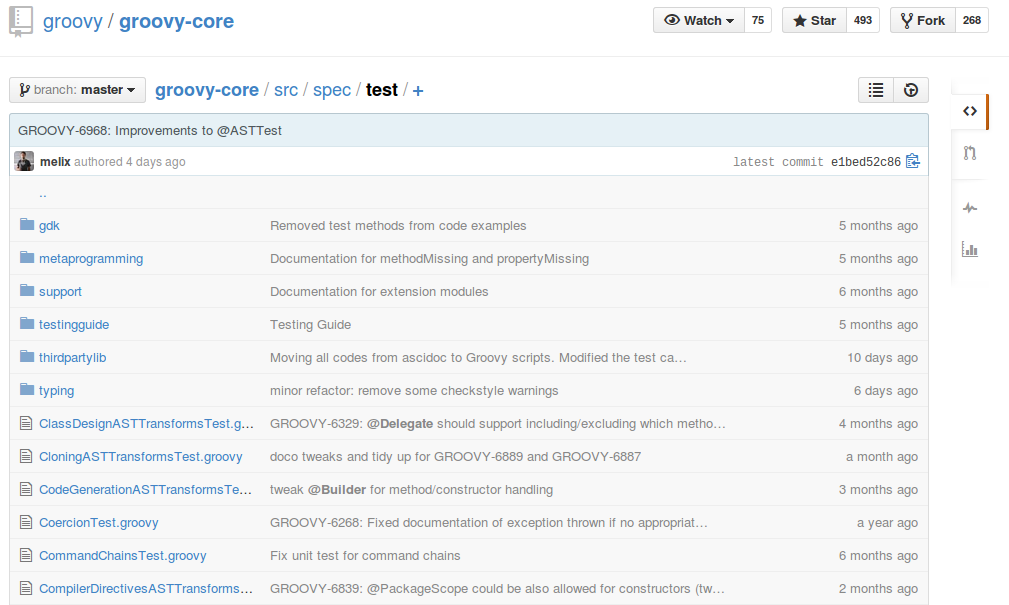 groovy / groovy-core
Watch 75 Star 493 Fork 268
branch: master groovy-core / src / spec / test / +
GROOVY-6968: Improvements to @ASTTest
melix authored 4 days ago latest commit e1bed52c86
..
gdk Removed test methods from code examples 5 months ago
metaprogramming Documentation for methodMissing and propertyMissing 5 months ago
support Documentation for extension modules 6 months ago
testingguide Testing Guide 5 months ago
thirdpartylib Moving all codes from asciidoc to Groovy scripts. Modified the test ca… 10 days ago
typing minor refactor: remove some checkstyle warnings 6 days ago
ClassDesignASTTransformsTest.g... GROOVY-6329: @Delegate should support including/excluding which metho… 4 months ago
CloningASTTransformsTest.groovy doco tweaks and tidy up for GROOVY-6889 and GROOVY-6887 a month ago
CodeGenerationASTTransformsTe... tweak @Builder for method/constructor handling 3 months ago
CoercionTest.groovy GROOVY-6268: Fixed documentation of exception thrown if no appropriat… a year ago
CommandChainsTest.groovy Fix unit test for command chains 6 months ago
CompilerDirectivesASTTransforms... GROOVY-6839: @PackageScope could be also allowed for constructors (tw… 2 months ago